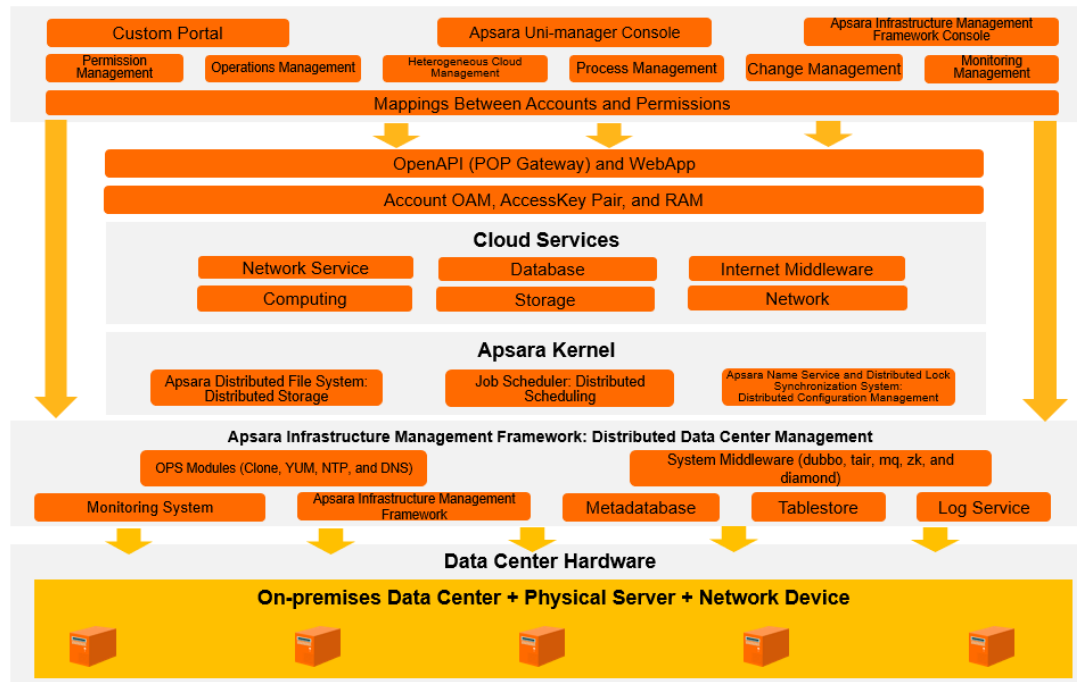 Custom Portal
Apsara Uni-manager Console
Apsara Infrastructure Management
Framework Console
Permission
Management
Operations Management
Heterogeneous Cloud
Management
Process Management
Change Management
Monitoring
Management
Mappings Between Accounts and Permissions
OpenAPI (POP Gateway) and WebApp
Account OAM, AccessKey Pair, and RAM
Cloud Services
Network Service
Database
Internet Middleware
Computing
Storage
Network
Apsara Kernel
Apsara Distributed File System:
Distributed Storage
Job Scheduler: Distributed
Scheduling
Apsara Name Service and Distributed Lock
Synchronization System:
Distributed Configuration Management
Apsara Infrastructure Management Framework: Distributed Data Center Management
OPS Modules (Clone, YUM, NTP, and DNS)
System Middleware (dubbo, tair, mq, zk, and
diamond)
Monitoring System
Apsara Infrastructure Management
Framework
Metadatabase
Tablestore
Log Service
Data Center Hardware
On-premises Data Center + Physical Server + Network Device